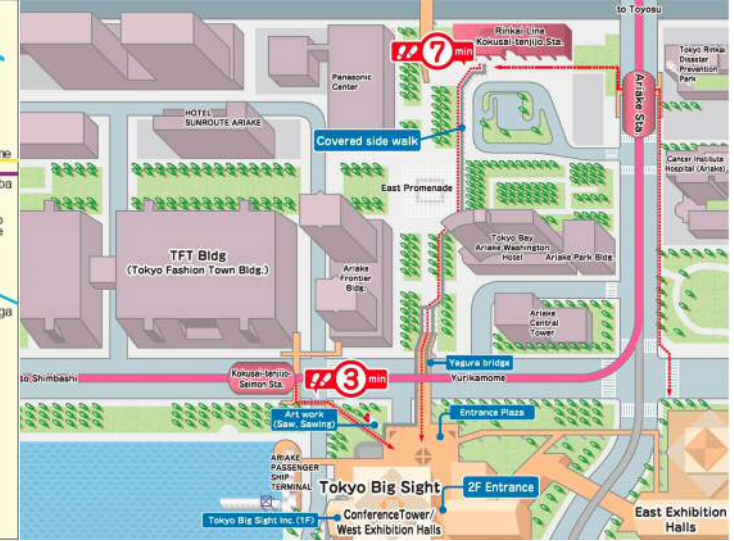 to Toyosu
Rinkai Line
Kokusai-tenjijo Sta.
7 min
Panasonic
Center
Tokyo Rinkai
Disaster
Prevention
Park
Ariake Sta.
HOTEL
SUNROUTE ARIAKE
Covered side walk
Cancer Institute
Hospital (Ariake)
East Promenade
TFT Bldg
(Tokyo Fashion Town Bldg.)
Ariake
Frontier
Bldg.
Tokyo Bay
Ariake Washington
Hotel
Ariake Park Bldg.
Ariake
Central
Tower
Yagura bridge
to Shimbashi
Kokusai-tenjijo-
Seimon Sta.
3 min
Yurikamome
Art work
(Saw, Sawing)
Entrance Plaza
ARIAKE
PASSENGER
SHIP
TERMINAL
Tokyo Big Sight
2F Entrance
Tokyo Big Sight Inc. (1F)
Conference Tower/
West Exhibition Halls
East Exhibition
Halls